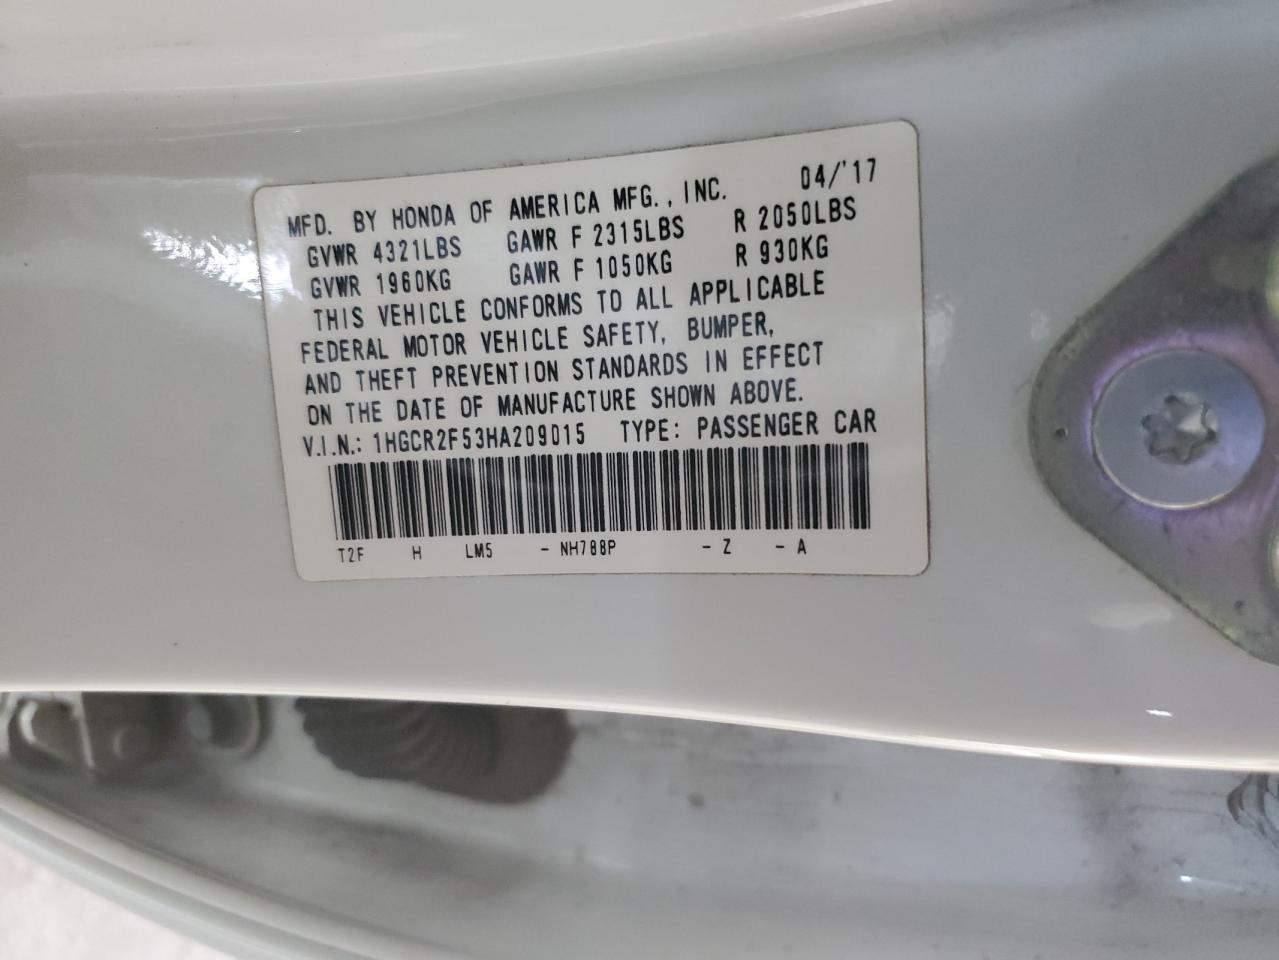 MFD. BY HONDA OF AMERICA MFG., INC. 04/'17
GVWR 4321LBS GAWR F 2315LBS R 2050LBS
GVWR 1960KG GAWR F 1050KG R 930KG
THIS VEHICLE CONFORMS TO ALL APPLICABLE
FEDERAL MOTOR VEHICLE SAFETY, BUMPER,
AND THEFT PREVENTION STANDARDS IN EFFECT
ON THE DATE OF MANUFACTURE SHOWN ABOVE.
V.I.N.: 1HGCR2F53HA209015 TYPE: PASSENGER CAR
T2F H LM5 - NH788P - Z - A